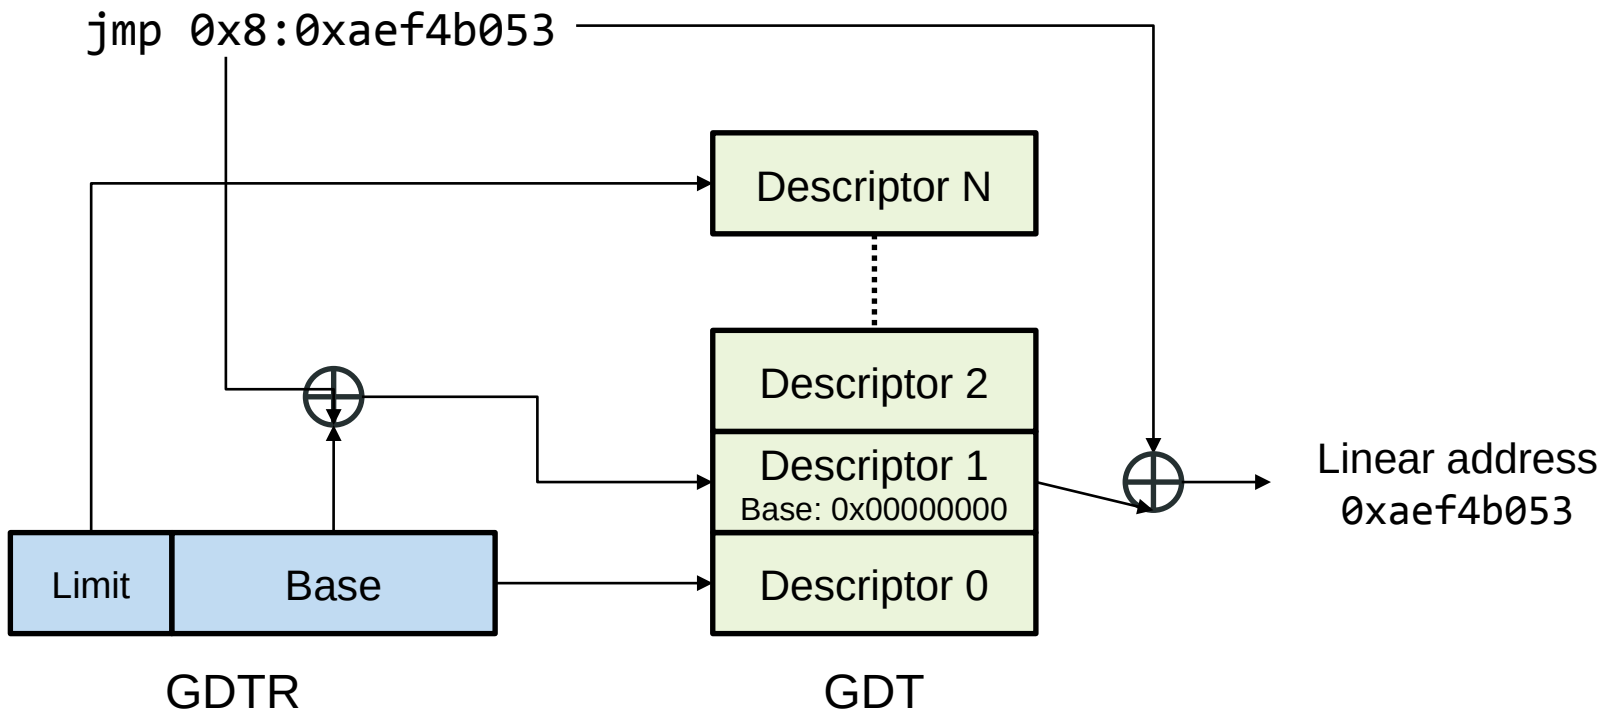 jmp 0x8:0xaef4b053
Descriptor N
Descriptor 2
Descriptor 1
Base: 0x00000000
Descriptor 0
Limit
Base
Linear address
0xaef4b053
GDTR
GDT